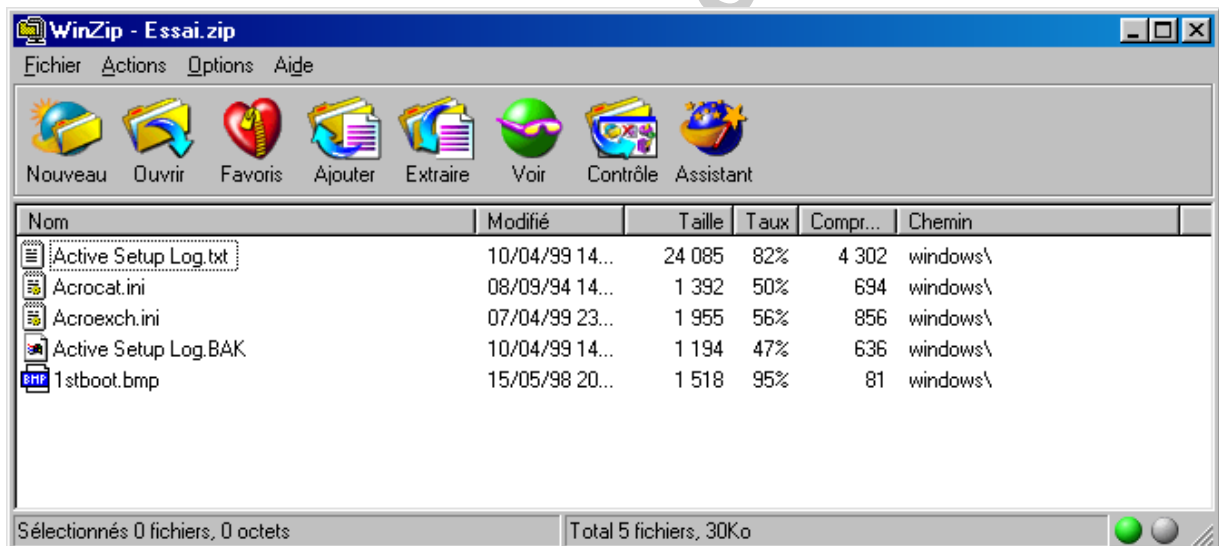 WinZip - Essai.zip
Fichier Actions Options Aide
Nouveau Ouvrir Favoris Ajouter Extraire Voir Contrôle Assistant
Nom Modifié Taille Taux Compr... Chemin
Active Setup Log.txt 10/04/99 14... 24 085 82% 4 302 windows\
Acrocat.ini 08/09/94 14... 1 392 50% 694 windows\
Acroexch.ini 07/04/99 23... 1 955 56% 856 windows\
Active Setup Log.BAK 10/04/99 14... 1 194 47% 636 windows\
BMP 1stboot.bmp 15/05/98 20... 1 518 95% 81 windows\
Sélectionnés 0 fichiers, 0 octets Total 5 fichiers, 30Ko